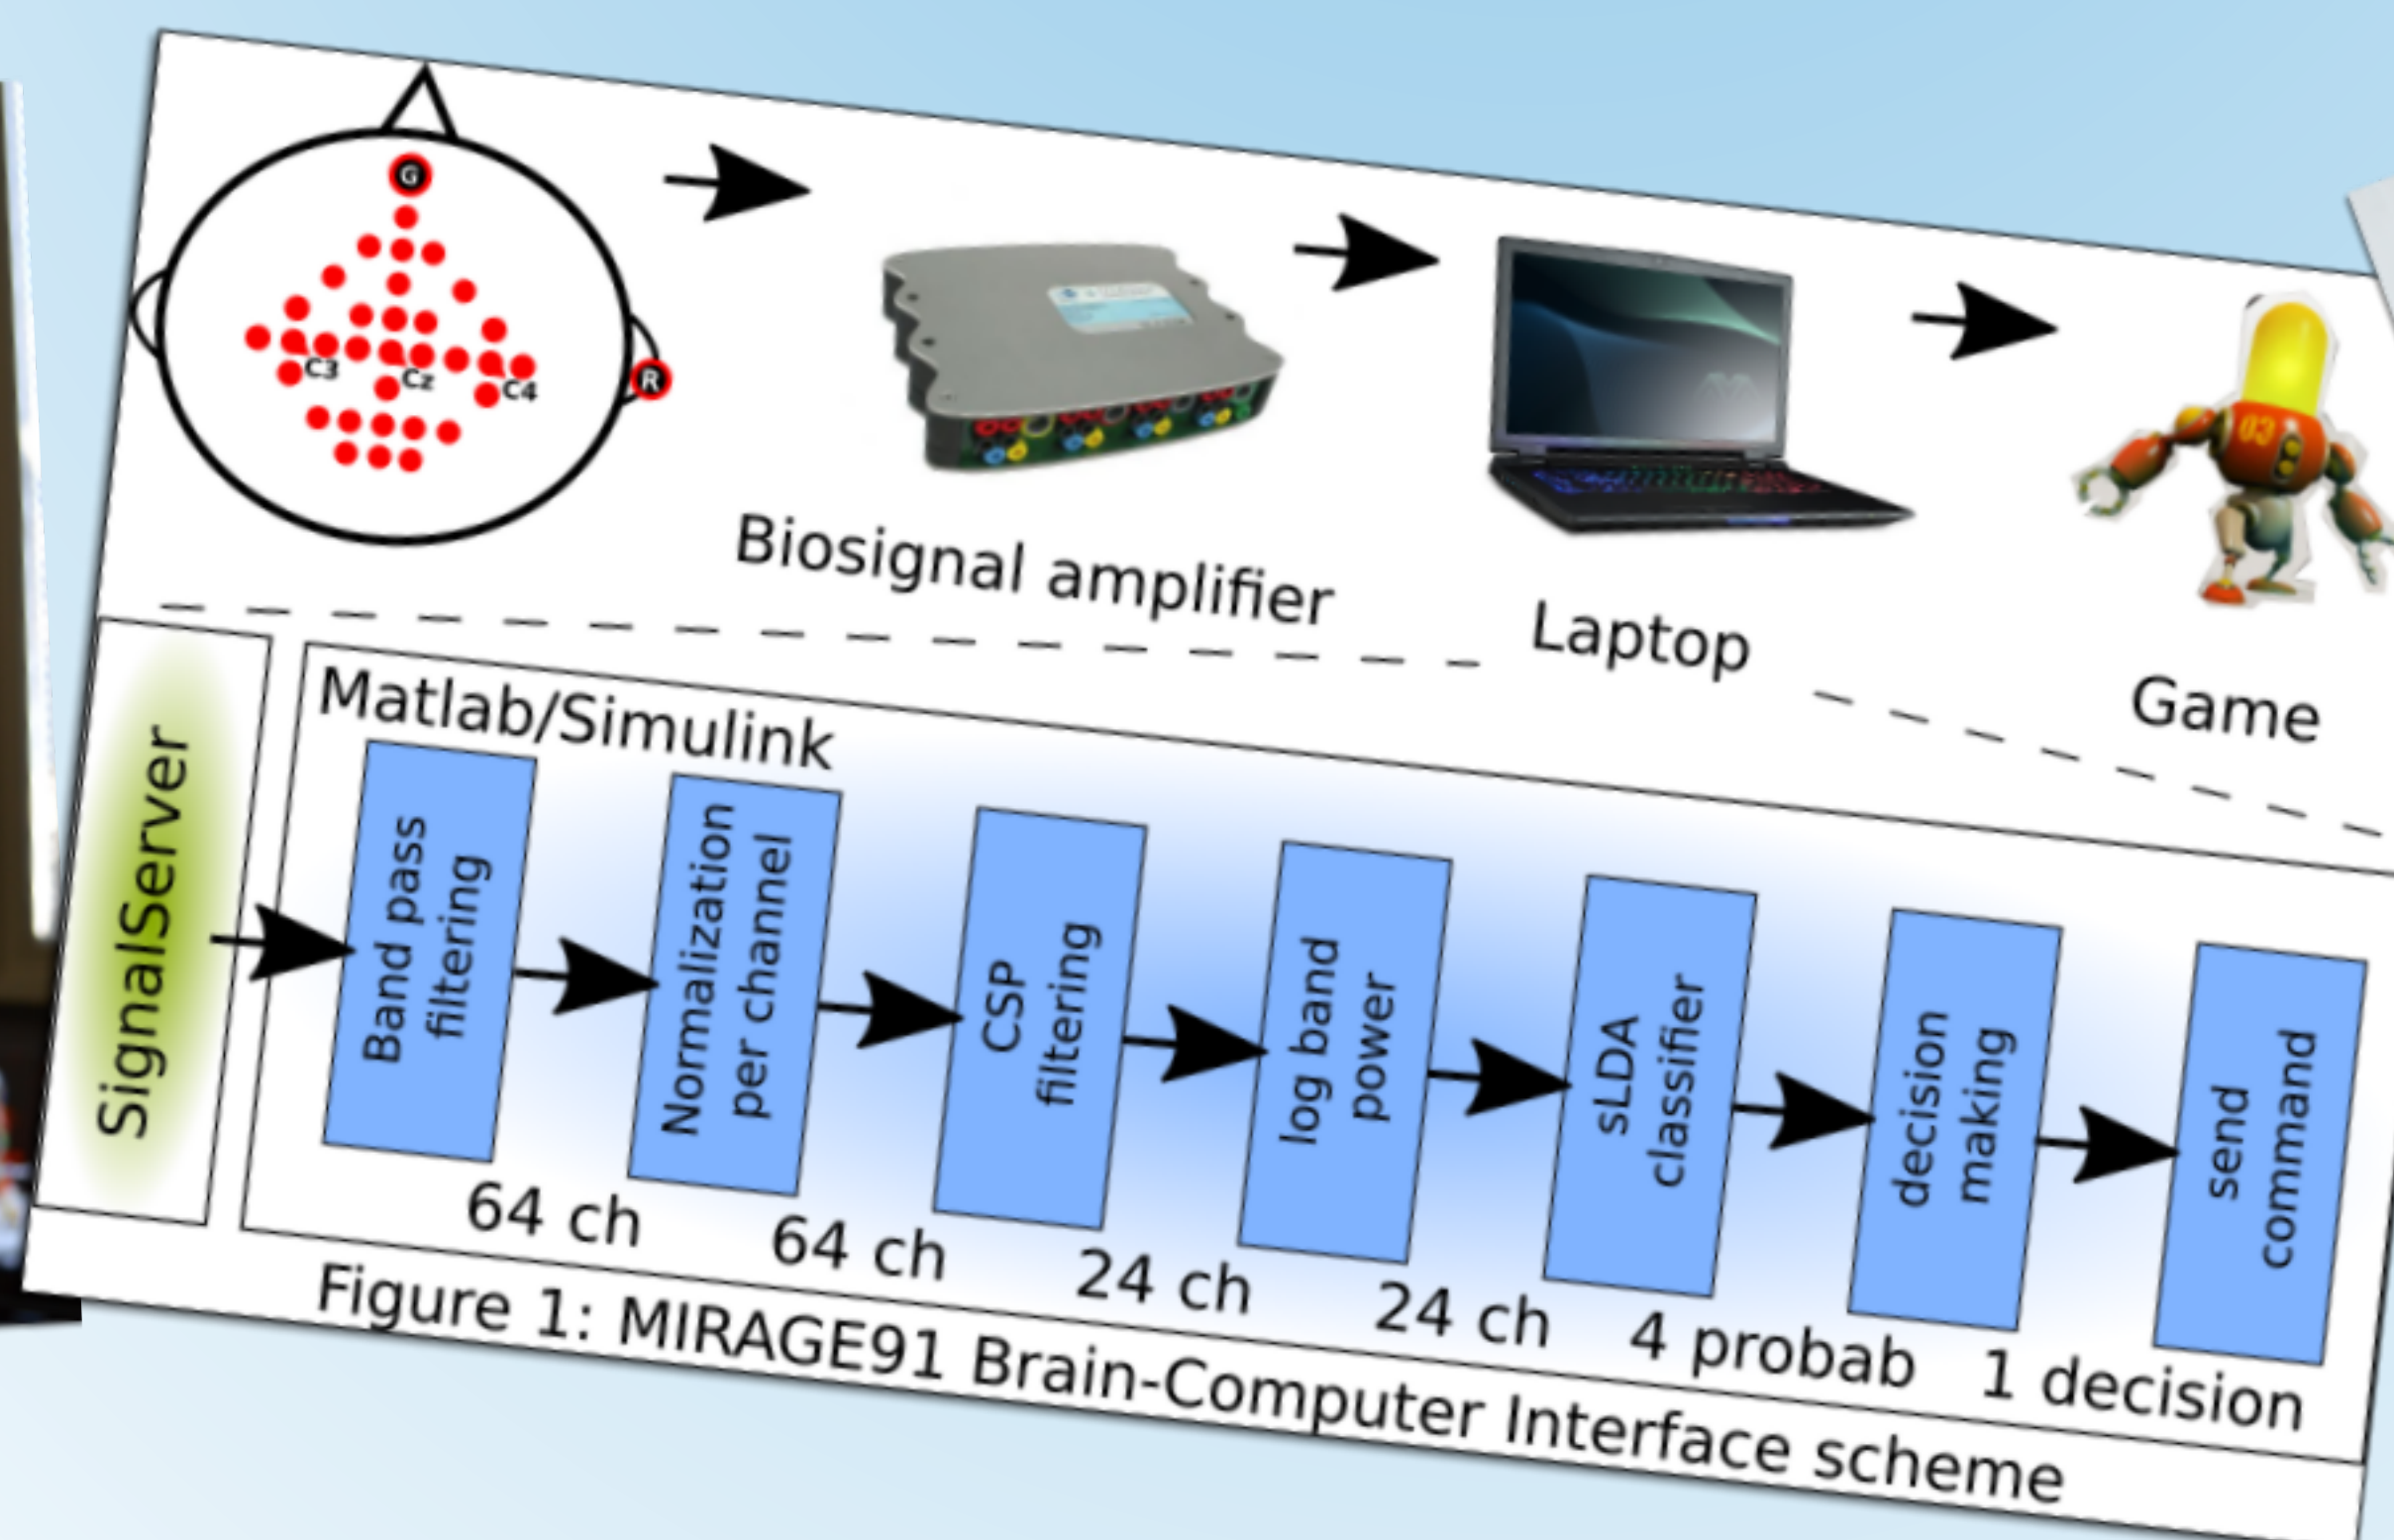 G
C3
Cz
C4
R
03
Biosignal amplifier
Laptop
Game
SignalServer
Matlab/Simulink
Band pass
filtering
Normalization
per channel
CSP
filtering
log band
power
sLDA
classifier
decision
making
send
command
64 ch
64 ch
24 ch
24 ch
4 probab
1 decision
Figure 1: MIRAGE91 Brain-Computer Interface scheme